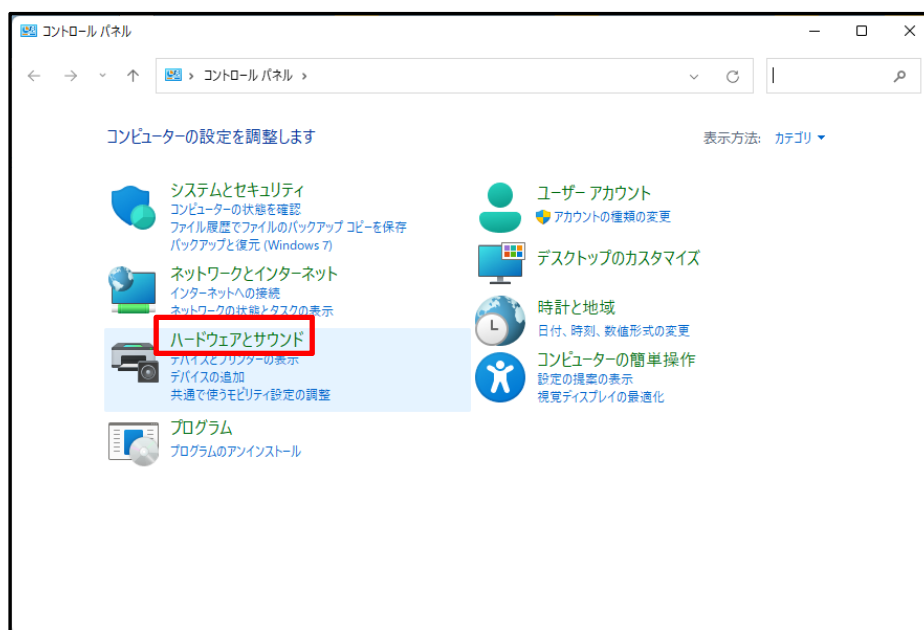 コントロール パネル
コントロール パネル
コンピューターの設定を調整します
表示方法: カテゴリ
システムとセキュリティ
コンピューターの状態を確認
ファイル履歴でファイルのバックアップ コピーを保存
バックアップと復元 (Windows 7)
ネットワークとインターネット
インターネットへの接続
ネットワークの状態とタスクの表示
ハードウェアとサウンド
デバイスとプリンターの表示
デバイスの追加
共通で使うモビリティ設定の調整
プログラム
プログラムのアンインストール
ユーザー アカウント
アカウントの種類の変更
デスクトップのカスタマイズ
時計と地域
日付、時刻、数値形式の変更
コンピューターの簡単操作
設定の提案の表示
視覚ディスプレイの最適化